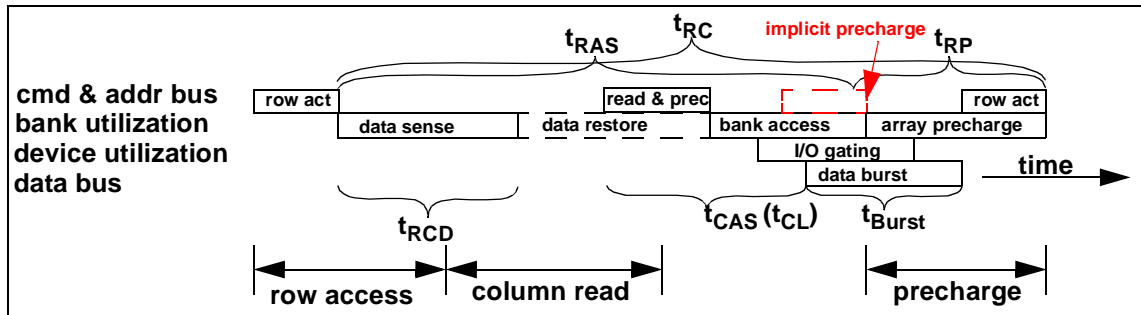 tRC
implicit precharge
tRAS
tRP
cmd & addr bus
row act
read & prec
row act
bank utilization
data sense
data restore
bank access
array precharge
device utilization
I/O gating
data bus
data burst
time
tRCD
tCAS (tCL)
tBurst
row access
column read
precharge